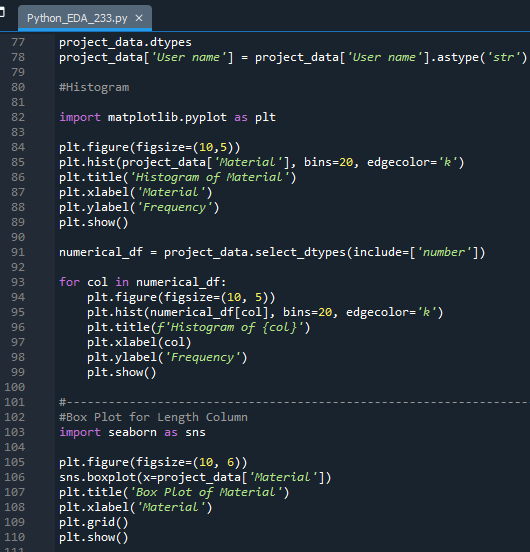 Python_EDA_233.py ×
77 project_data.dtypes
78 project_data['User name'] = project_data['User name'].astype('str')
79
80 #Histogram
81
82 import matplotlib.pyplot as plt
83
84 plt.figure(figsize=(10,5))
85 plt.hist(project_data['Material'], bins=20, edgecolor='k')
86 plt.title('Histogram of Material')
87 plt.xlabel('Material')
88 plt.ylabel('Frequency')
89 plt.show()
90
91 numerical_df = project_data.select_dtypes(include=['number'])
92
93 for col in numerical_df:
94     plt.figure(figsize=(10, 5))
95     plt.hist(numerical_df[col], bins=20, edgecolor='k')
96     plt.title(f'Histogram of {col}')
97     plt.xlabel(col)
98     plt.ylabel('Frequency')
99     plt.show()
100
101 #--------------------------------------------------------------------
102 #Box Plot for Length Column
103 import seaborn as sns
104
105 plt.figure(figsize=(10, 6))
106 sns.boxplot(x=project_data['Material'])
107 plt.title('Box Plot of Material')
108 plt.xlabel('Material')
109 plt.grid()
110 plt.show()